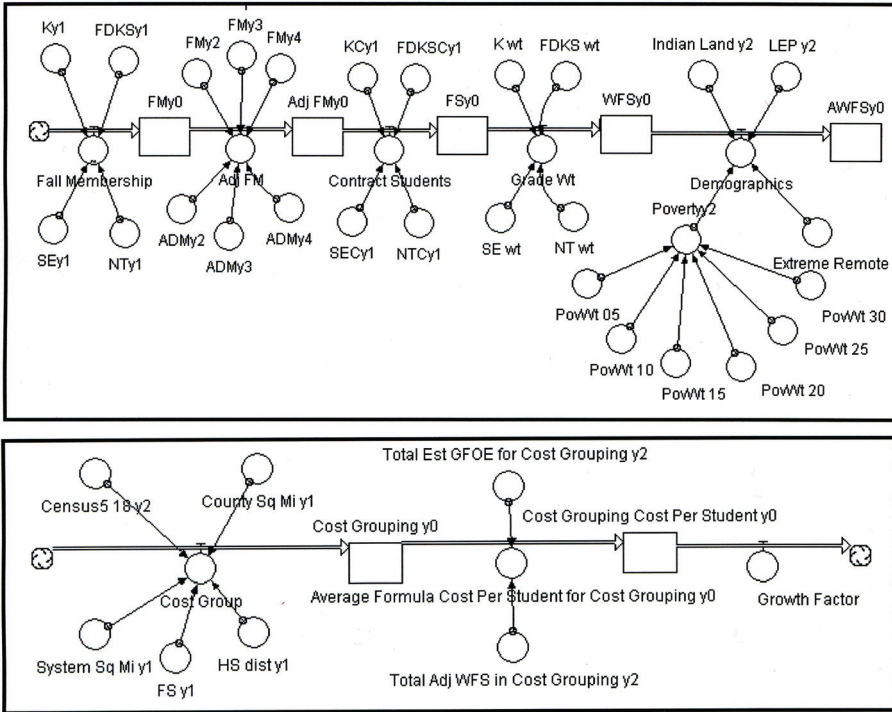 Ky1
FDKSy1
FMy2
FMy3
FMy4
KCy1
FDKSCy1
K wt
FDKS wt
Indian Land y2
LEP y2
FMy0
Adj FMy0
FSy0
WFSy0
AWFSy0
Fall Membership
Adj FM
Contract Students
Grade Wt
Demographics
SEy1
NTy1
ADMy2
ADMy3
ADMy4
SECy1
NTCy1
SE wt
NT wt
Povertyy2
Extreme Remote
PovWt 05
PovWt 10
PovWt 15
PovWt 20
PovWt 25
PovWt 30
Census5 18 y2
County Sq Mi y1
Total Est GFOE for Cost Grouping y2
Cost Grouping y0
Cost Grouping Cost Per Student y0
Cost Group
Average Formula Cost Per Student for Cost Grouping y0
Growth Factor
System Sq Mi y1
FS y1
HS dist y1
Total Adj WFS in Cost Grouping y2